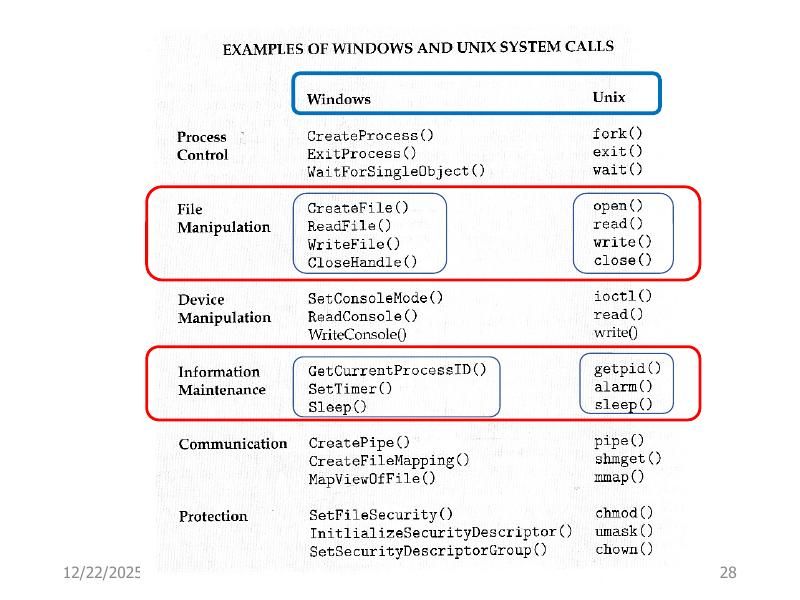 EXAMPLES OF WINDOWS AND UNIX SYSTEM CALLS
Windows Unix
Process CreateProcess() fork()
Control ExitProcess() exit()
WaitForSingleObject() wait()
File CreateFile() open()
Manipulation ReadFile() read()
WriteFile() write()
CloseHandle() close()
Device SetConsoleMode() ioctl()
Manipulation ReadConsole() read()
WriteConsole() write()
Information GetCurrentProcessID() getpid()
Maintenance SetTimer() alarm()
Sleep() sleep()
Communication CreatePipe() pipe()
CreateFileMapping() shmget()
MapViewOfFile() mmap()
Protection SetFileSecurity() chmod()
InitlializeSecurityDescriptor() umask()
SetSecurityDescriptorGroup() chown()
12/22/2025 28